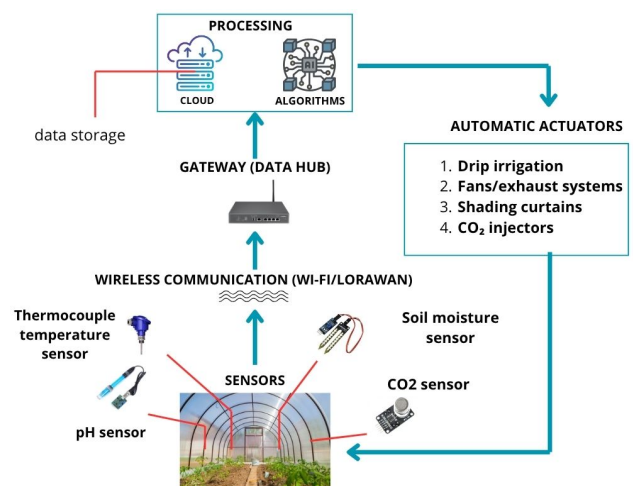 PROCESSING
AI
CLOUD
ALGORITHMS
data storage
GATEWAY (DATA HUB)
AUTOMATIC ACTUATORS
1. Drip irrigation
2. Fans/exhaust systems
3. Shading curtains
4. CO₂ injectors
WIRELESS COMMUNICATION (WI-FI/LORAWAN)
Thermocouple
temperature
sensor
Soil moisture
sensor
SENSORS
CO2 sensor
pH sensor